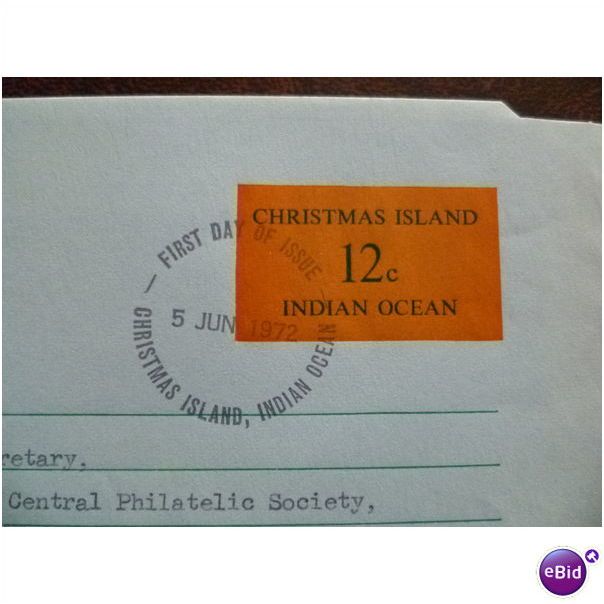 CHRISTMAS ISLAND
12c
INDIAN OCEAN
FIRST DAY OF ISSUE
5 JUN 1972
CHRISTMAS ISLAND, INDIAN OCEAN
retary,
Central Philatelic Society,
eBid